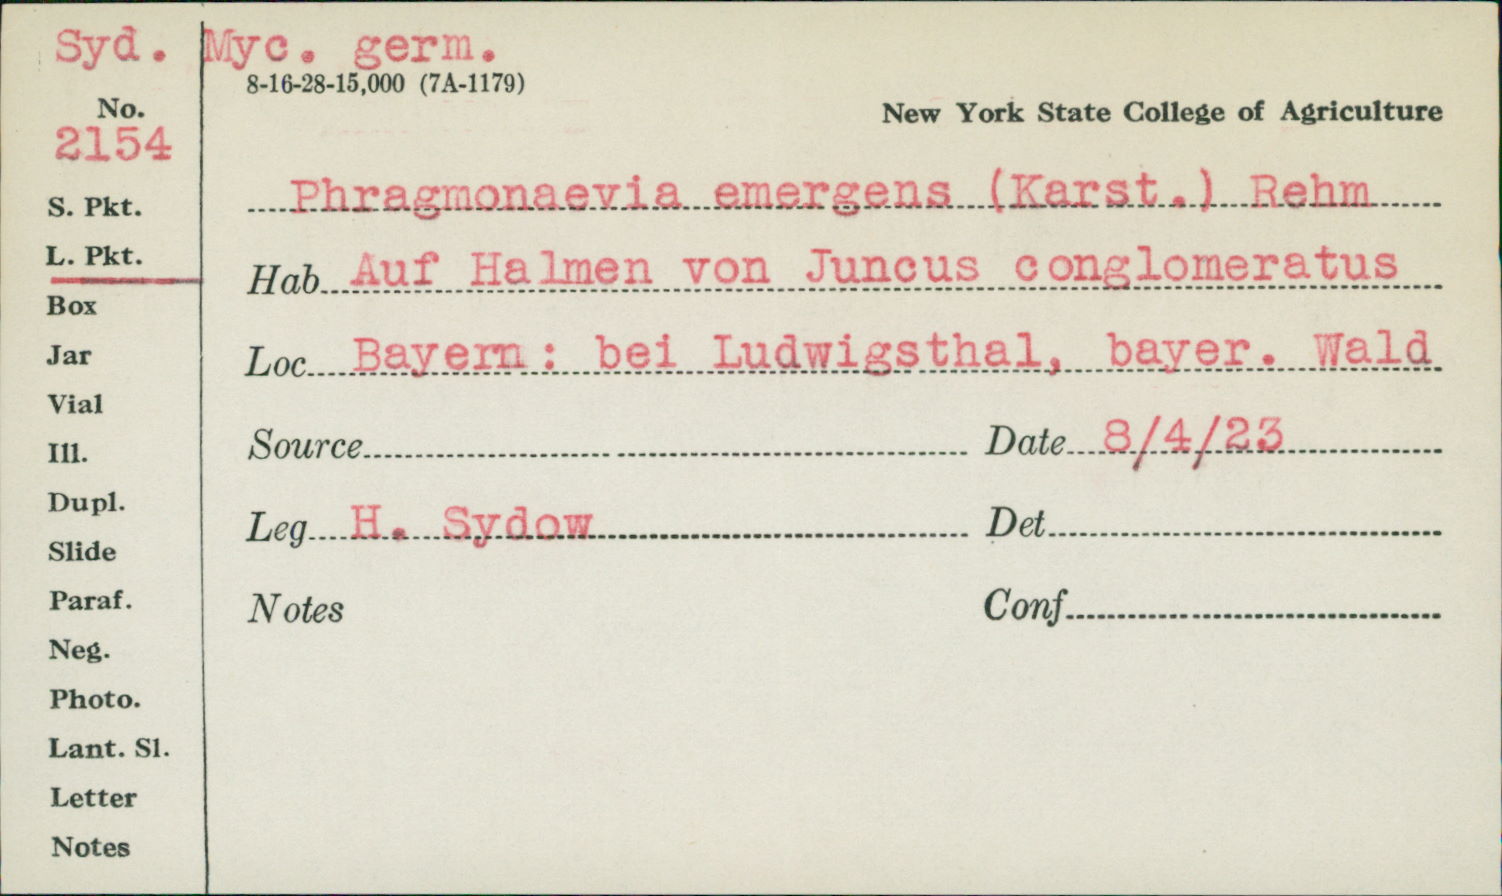 Syd. Myc. germ.
8-16-28-15,000 (7A-1179)
No.
2154
New York State College of Agriculture
S. Pkt.
Phragmonaevia emergens (Karst.) Rehm
L. Pkt.
Hab Auf Halmen von Juncus conglomeratus
Box
Jar
Loc Bayern: bei Ludwigsthal, bayer. Wald
Vial
Ill.
Source Date 8/4/23
Dupl.
Slide
Leg H. Sydow Det
Paraf.
Notes Conf
Neg.
Photo.
Lant. Sl.
Letter
Notes